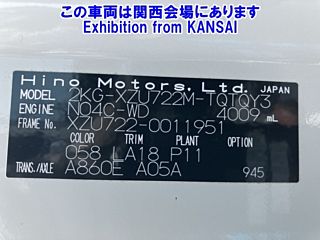 この車両は関西会場にあります
Exhibition from KANSAI
Hino Motors, Ltd. JAPAN
MODEL 2KG-XZU722M-TQTQY3
ENGINE N04C-WD 4009 mL
FRAME No. XZU722-0011951
COLOR TRIM PLANT OPTION
058 LA18 P11
TRANS./AXLE A860E A05A 945